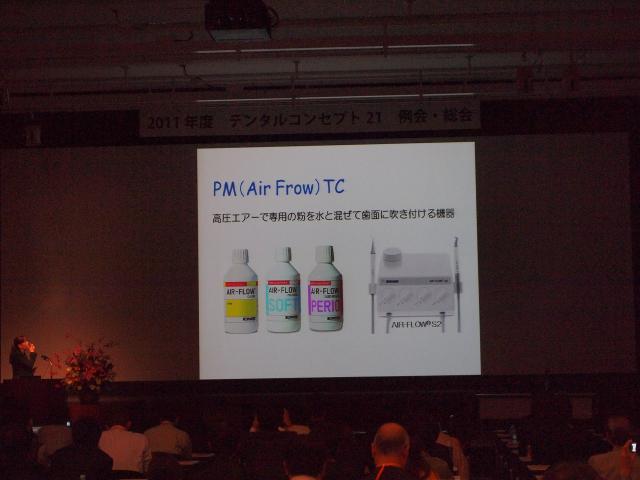 2011年度 デンタルコンセプト21 例会・総会
PM(Air Frow)TC
高圧エアーで専用の粉を水と混ぜて歯面に吹き付ける機器
AIR-FLOW
AIR-FLOW
SOFT
AIR-FLOW
PERIO
AIR-FLOW® S2